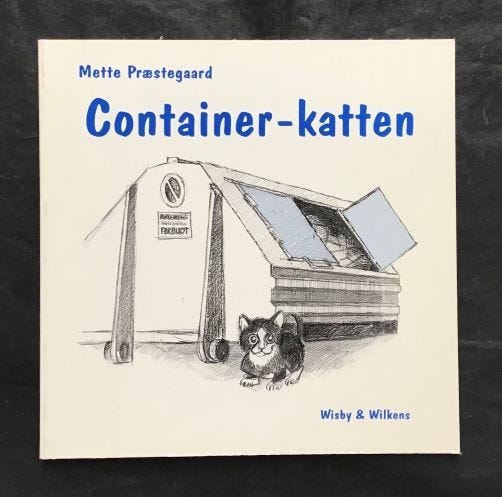 Mette Præstegaard
Container-katten
FORBUDT
Wisby & Wilkens